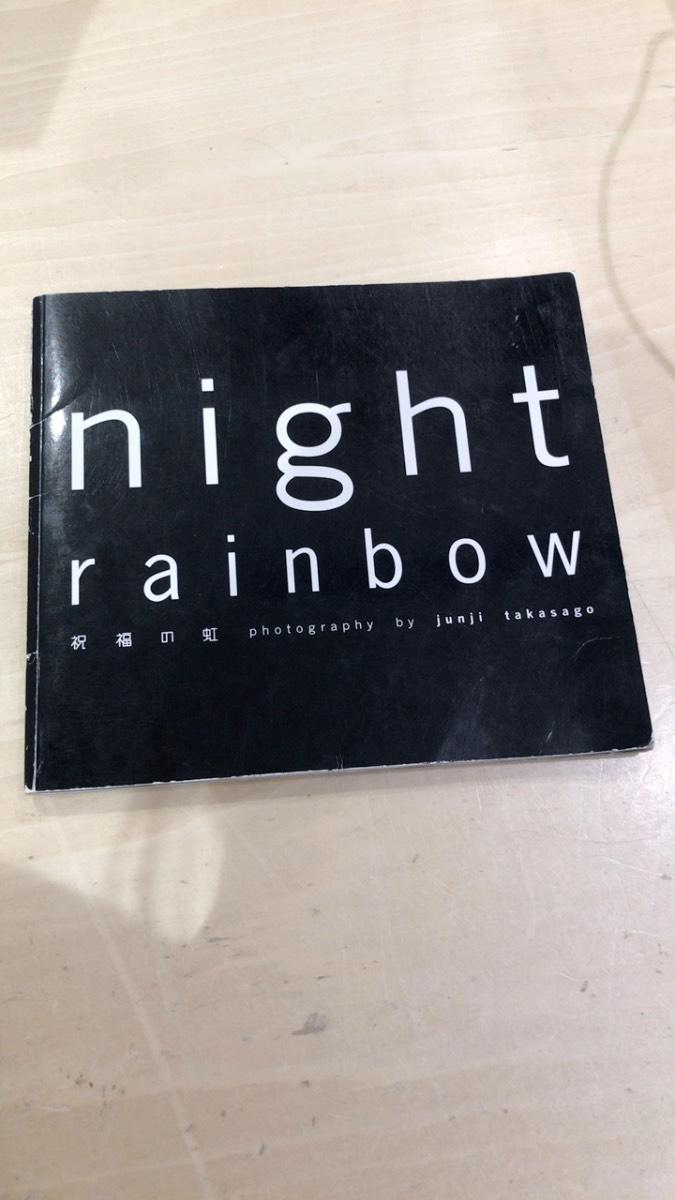 night
rainbow
祝福の虹 photography by junji takasago